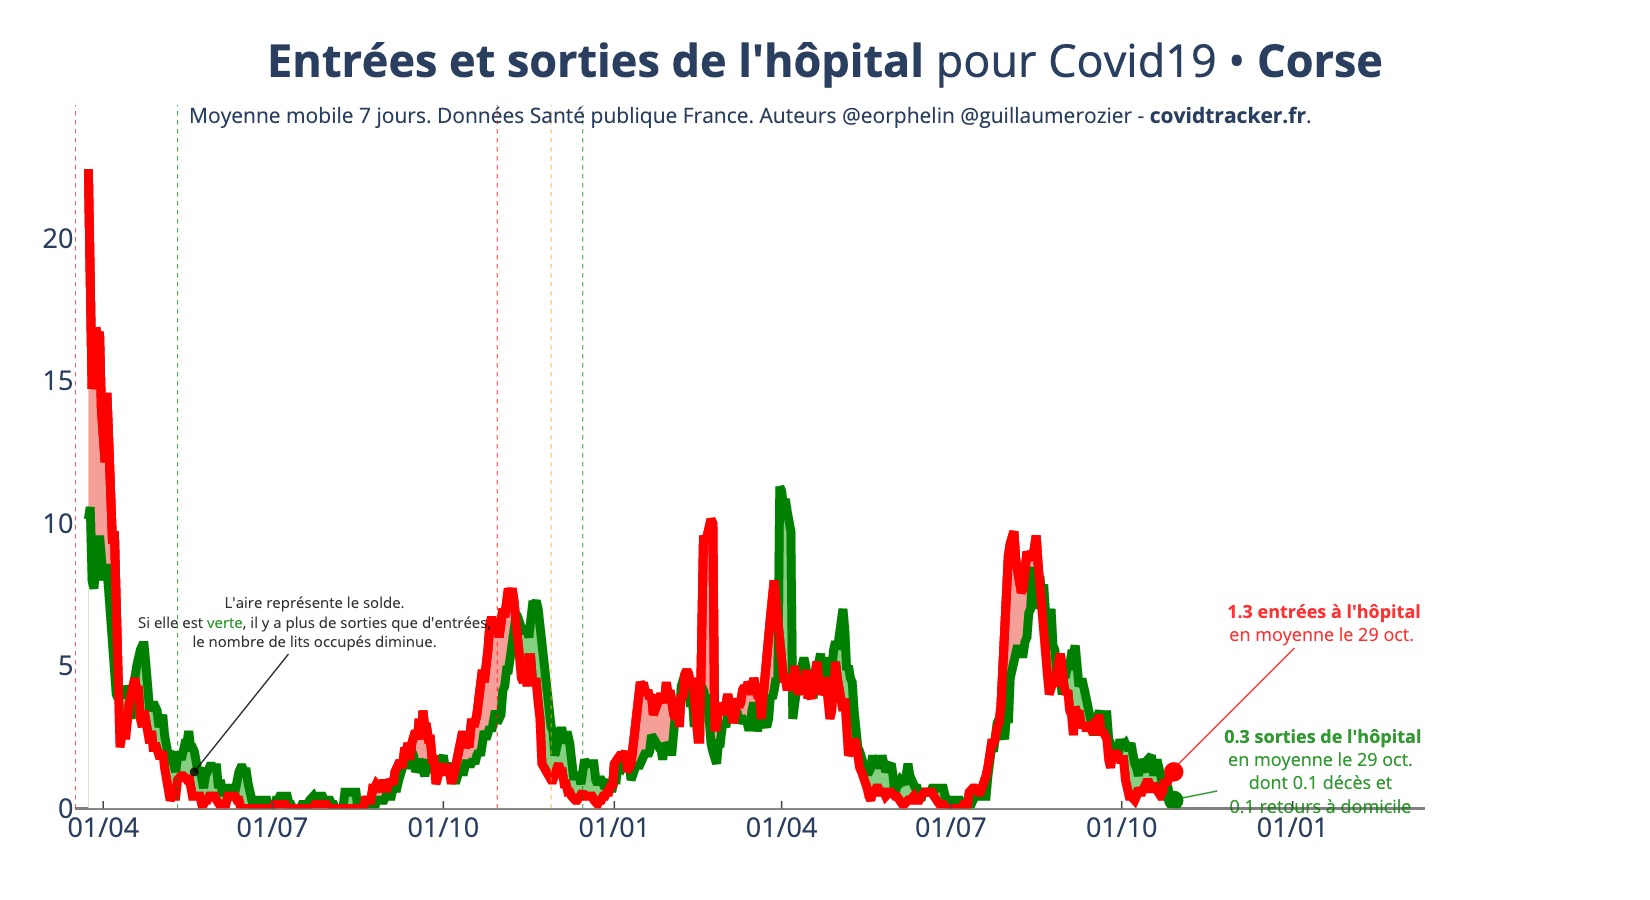 Entrées et sorties de l'hôpital pour Covid19 • Corse
Moyenne mobile 7 jours. Données Santé publique France. Auteurs @eorphelin @guillaumerozier - covidtracker.fr.
20
15
10
5
0
L'aire représente le solde.
Si elle est verte, il y a plus de sorties que d'entrées,
le nombre de lits occupés diminue.
1.3 entrées à l'hôpital
en moyenne le 29 oct.
0.3 sorties de l'hôpital
en moyenne le 29 oct.
dont 0.1 décès et
0.1 retours à domicile
01/04 01/07 01/10 01/01 01/04 01/07 01/10 01/01